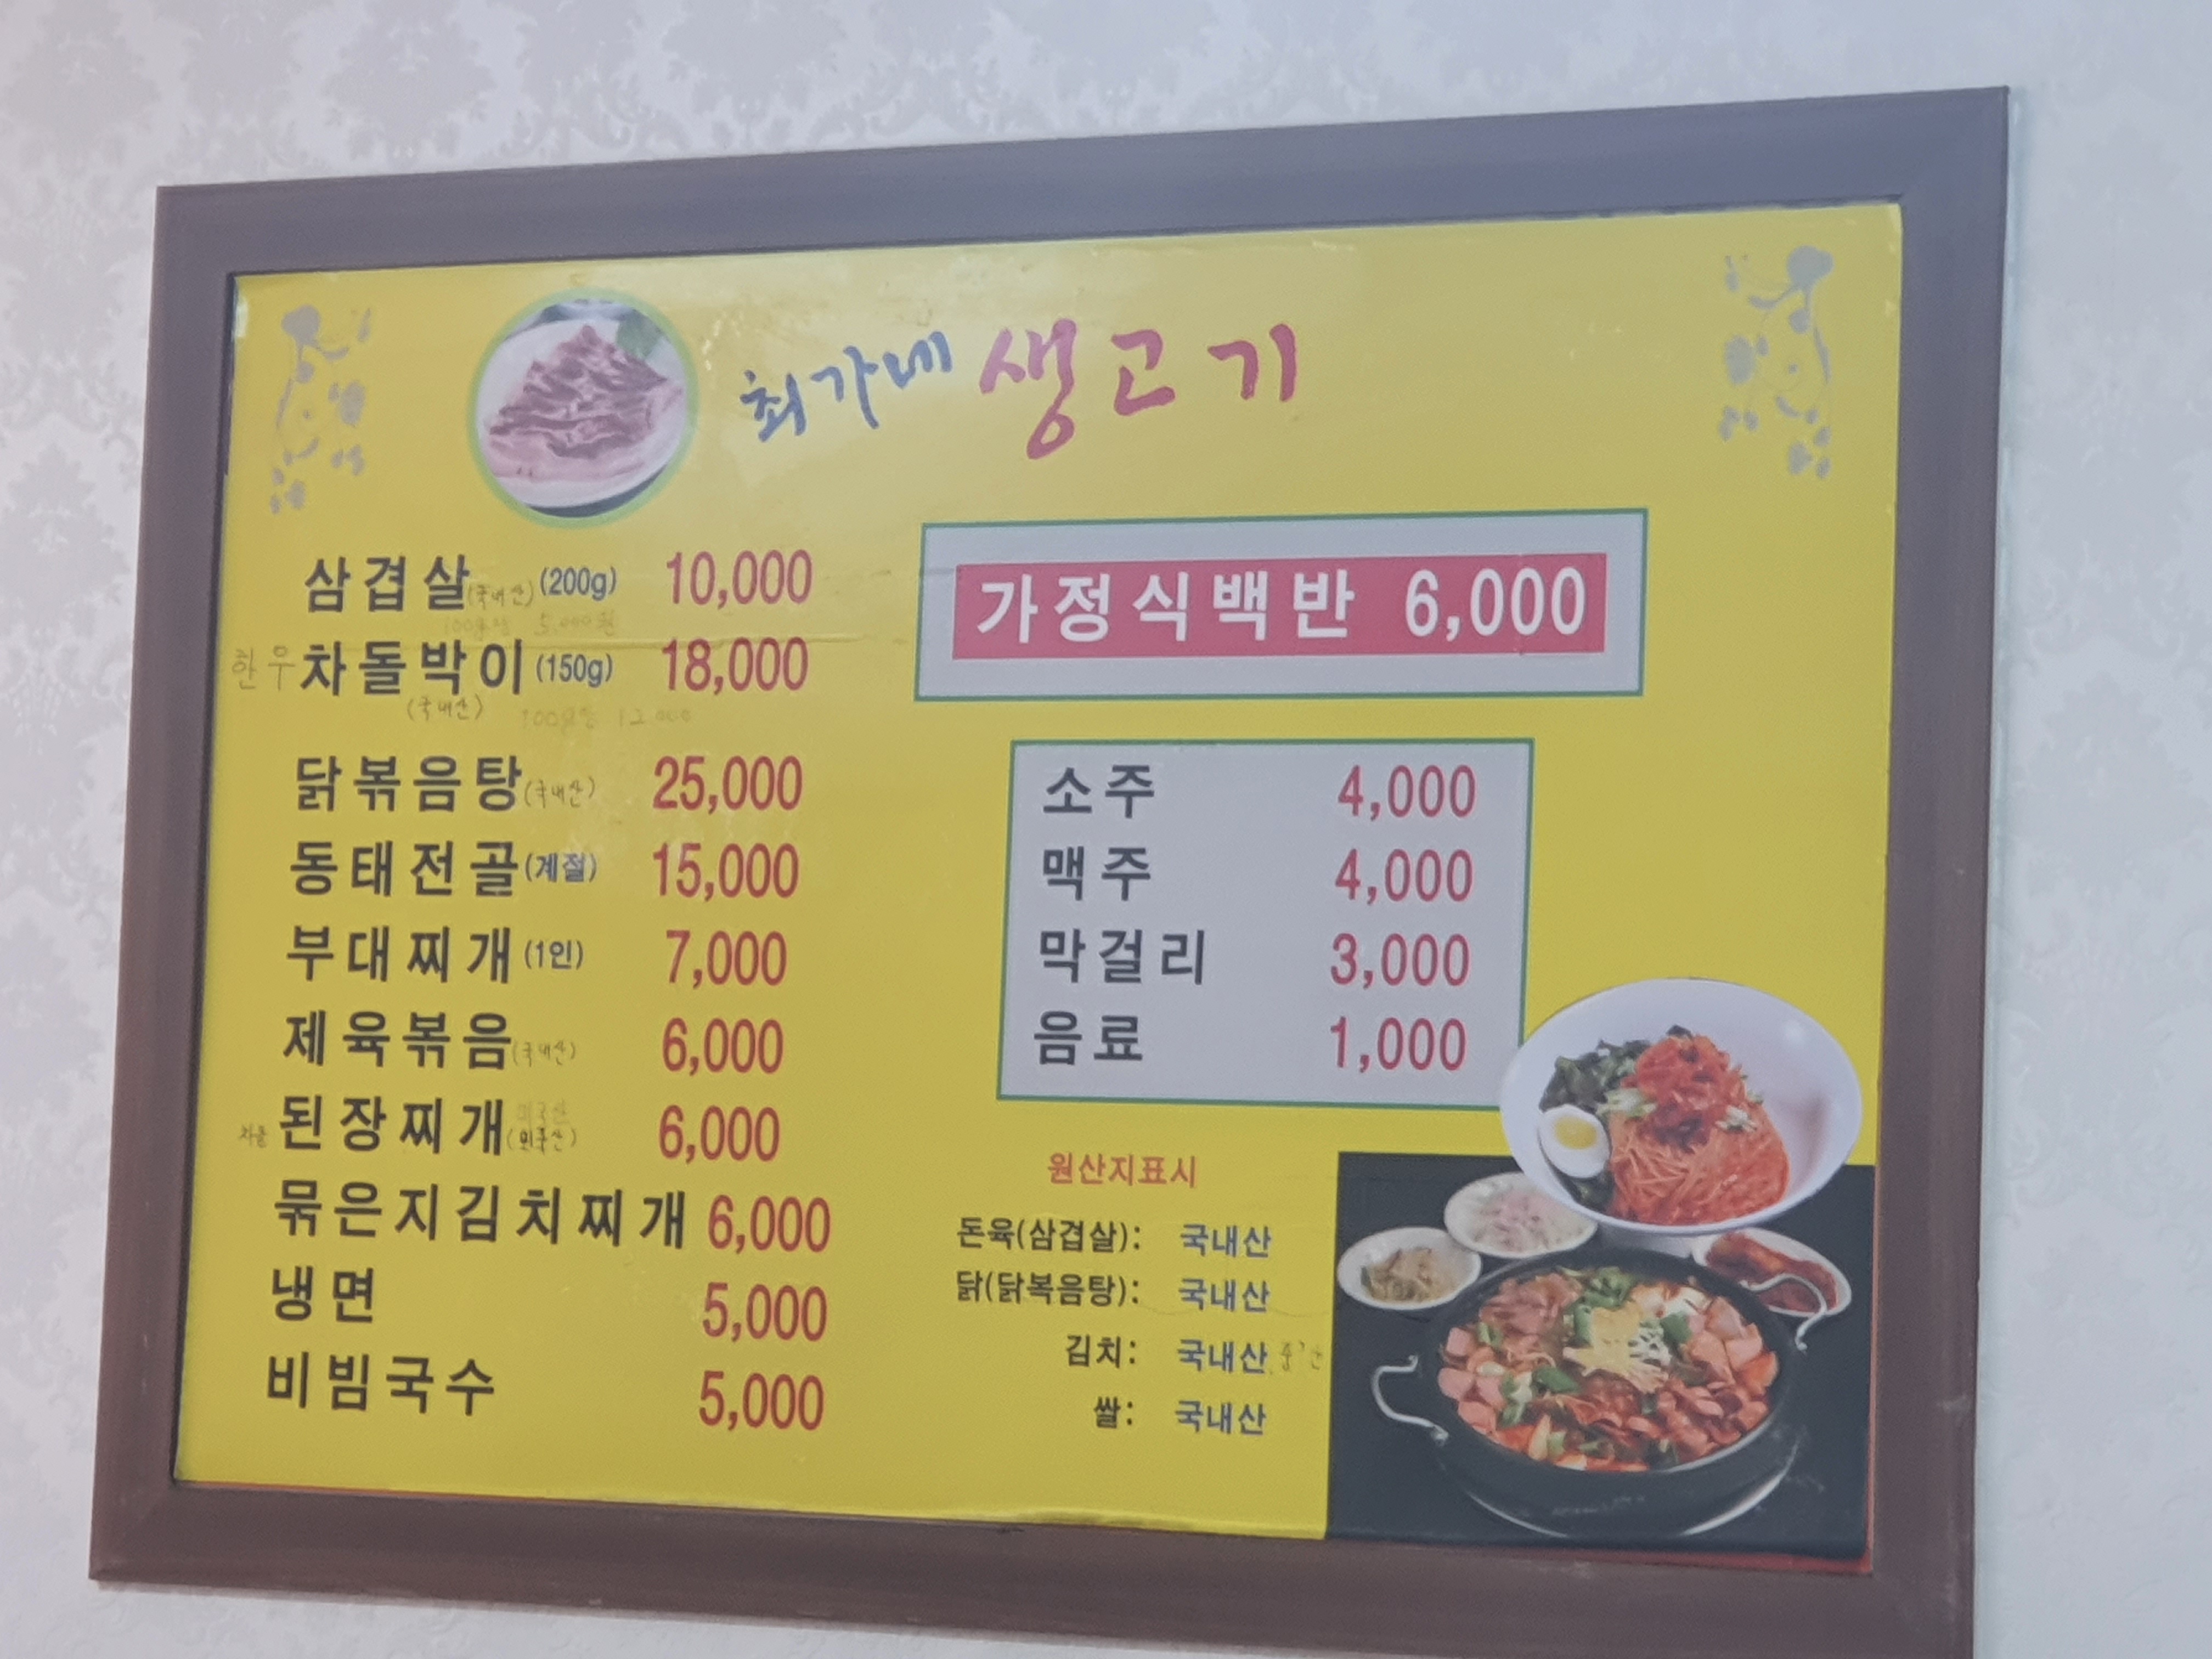 최가네 생고기
삼겹살(국내산)(200g) 10,000
100g당 5,000원
한우 차돌박이(150g) 18,000
(국내산) 100g당 12,000
닭볶음탕(국내산) 25,000
동태전골(계절) 15,000
부대찌개(1인) 7,000
제육볶음(국내산) 6,000
차돌 된장찌개 6,000
묶은지김치찌개 6,000
냉면 5,000
비빔국수 5,000
가정식백반 6,000
소주 4,000
맥주 4,000
막걸리 3,000
음료 1,000
원산지표시
돈육(삼겹살): 국내산
닭(닭복음탕): 국내산
김치: 국내산
쌀: 국내산